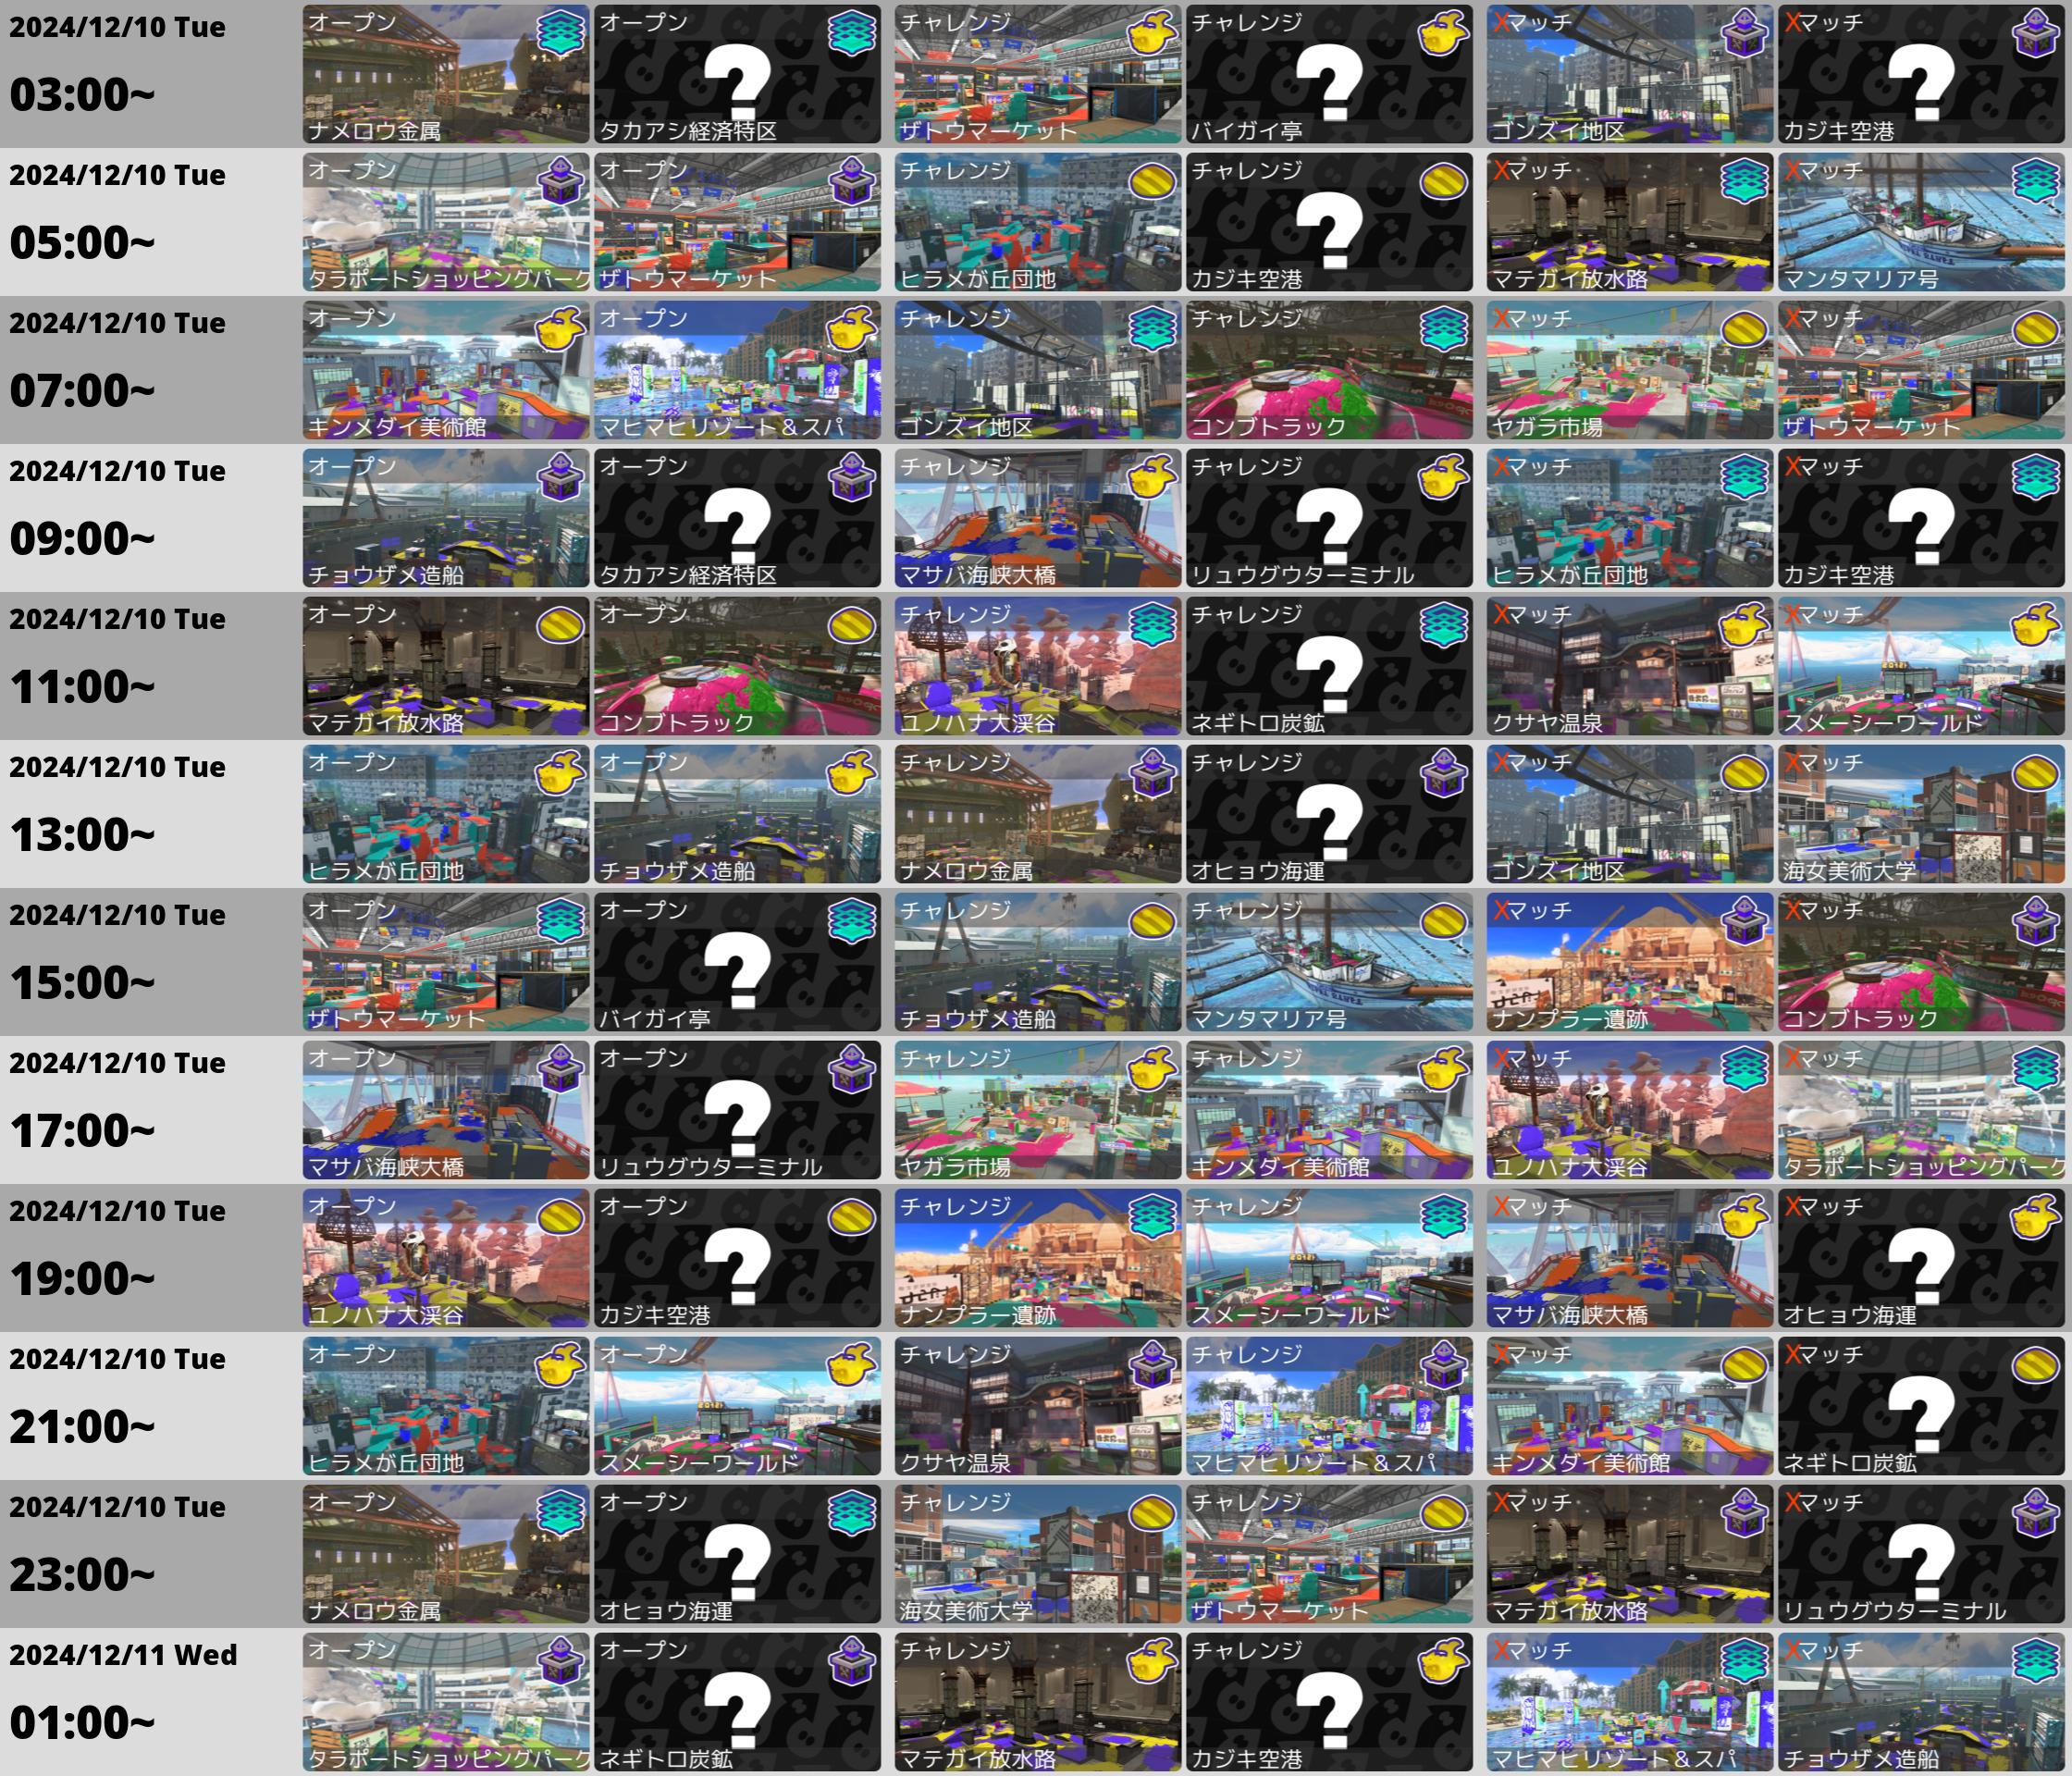 2024/12/10 Tue
03:00~
オープン
ナメロウ金属
オープン
タカアシ経済特区
チャレンジ
ザトウマーケット
チャレンジ
バイガイ亭
Xマッチ
ゴンズイ地区
Xマッチ
カジキ空港
2024/12/10 Tue
05:00~
オープン
タラポートショッピングパーク
オープン
ザトウマーケット
チャレンジ
ヒラメが丘団地
チャレンジ
カジキ空港
Xマッチ
マテガイ放水路
Xマッチ
マンタマリア号
2024/12/10 Tue
07:00~
オープン
キンメダイ美術館
オープン
マヒマヒリゾート&スパ
チャレンジ
ゴンズイ地区
チャレンジ
コンブトラック
Xマッチ
ヤガラ市場
Xマッチ
ザトウマーケット
2024/12/10 Tue
09:00~
オープン
チョウザメ造船
オープン
タカアシ経済特区
チャレンジ
マサバ海峡大橋
チャレンジ
リュウグウターミナル
Xマッチ
ヒラメが丘団地
Xマッチ
カジキ空港
2024/12/10 Tue
11:00~
オープン
マテガイ放水路
オープン
コンブトラック
チャレンジ
ユノハナ大渓谷
チャレンジ
ネギトロ炭鉱
Xマッチ
クサヤ温泉
Xマッチ
スメーシーワールド
2024/12/10 Tue
13:00~
オープン
ヒラメが丘団地
オープン
チョウザメ造船
チャレンジ
ナメロウ金属
チャレンジ
オヒョウ海運
Xマッチ
ゴンズイ地区
Xマッチ
海女美術大学
2024/12/10 Tue
15:00~
オープン
ザトウマーケット
オープン
バイガイ亭
チャレンジ
チョウザメ造船
チャレンジ
マンタマリア号
Xマッチ
ナンプラー遺跡
Xマッチ
コンブトラック
2024/12/10 Tue
17:00~
オープン
マサバ海峡大橋
オープン
リュウグウターミナル
チャレンジ
ヤガラ市場
チャレンジ
キンメダイ美術館
Xマッチ
ユノハナ大渓谷
Xマッチ
タラポートショッピングパーク
2024/12/10 Tue
19:00~
オープン
ユノハナ大渓谷
オープン
カジキ空港
チャレンジ
ナンプラー遺跡
チャレンジ
スメーシーワールド
Xマッチ
マサバ海峡大橋
Xマッチ
オヒョウ海運
2024/12/10 Tue
21:00~
オープン
ヒラメが丘団地
オープン
スメーシーワールド
チャレンジ
クサヤ温泉
チャレンジ
マヒマヒリゾート&スパ
Xマッチ
キンメダイ美術館
Xマッチ
ネギトロ炭鉱
2024/12/10 Tue
23:00~
オープン
ナメロウ金属
オープン
オヒョウ海運
チャレンジ
海女美術大学
チャレンジ
ザトウマーケット
Xマッチ
マテガイ放水路
Xマッチ
リュウグウターミナル
2024/12/11 Wed
01:00~
オープン
タラポートショッピングパーク
オープン
ネギトロ炭鉱
チャレンジ
マテガイ放水路
チャレンジ
カジキ空港
Xマッチ
マヒマヒリゾート&スパ
Xマッチ
チョウザメ造船